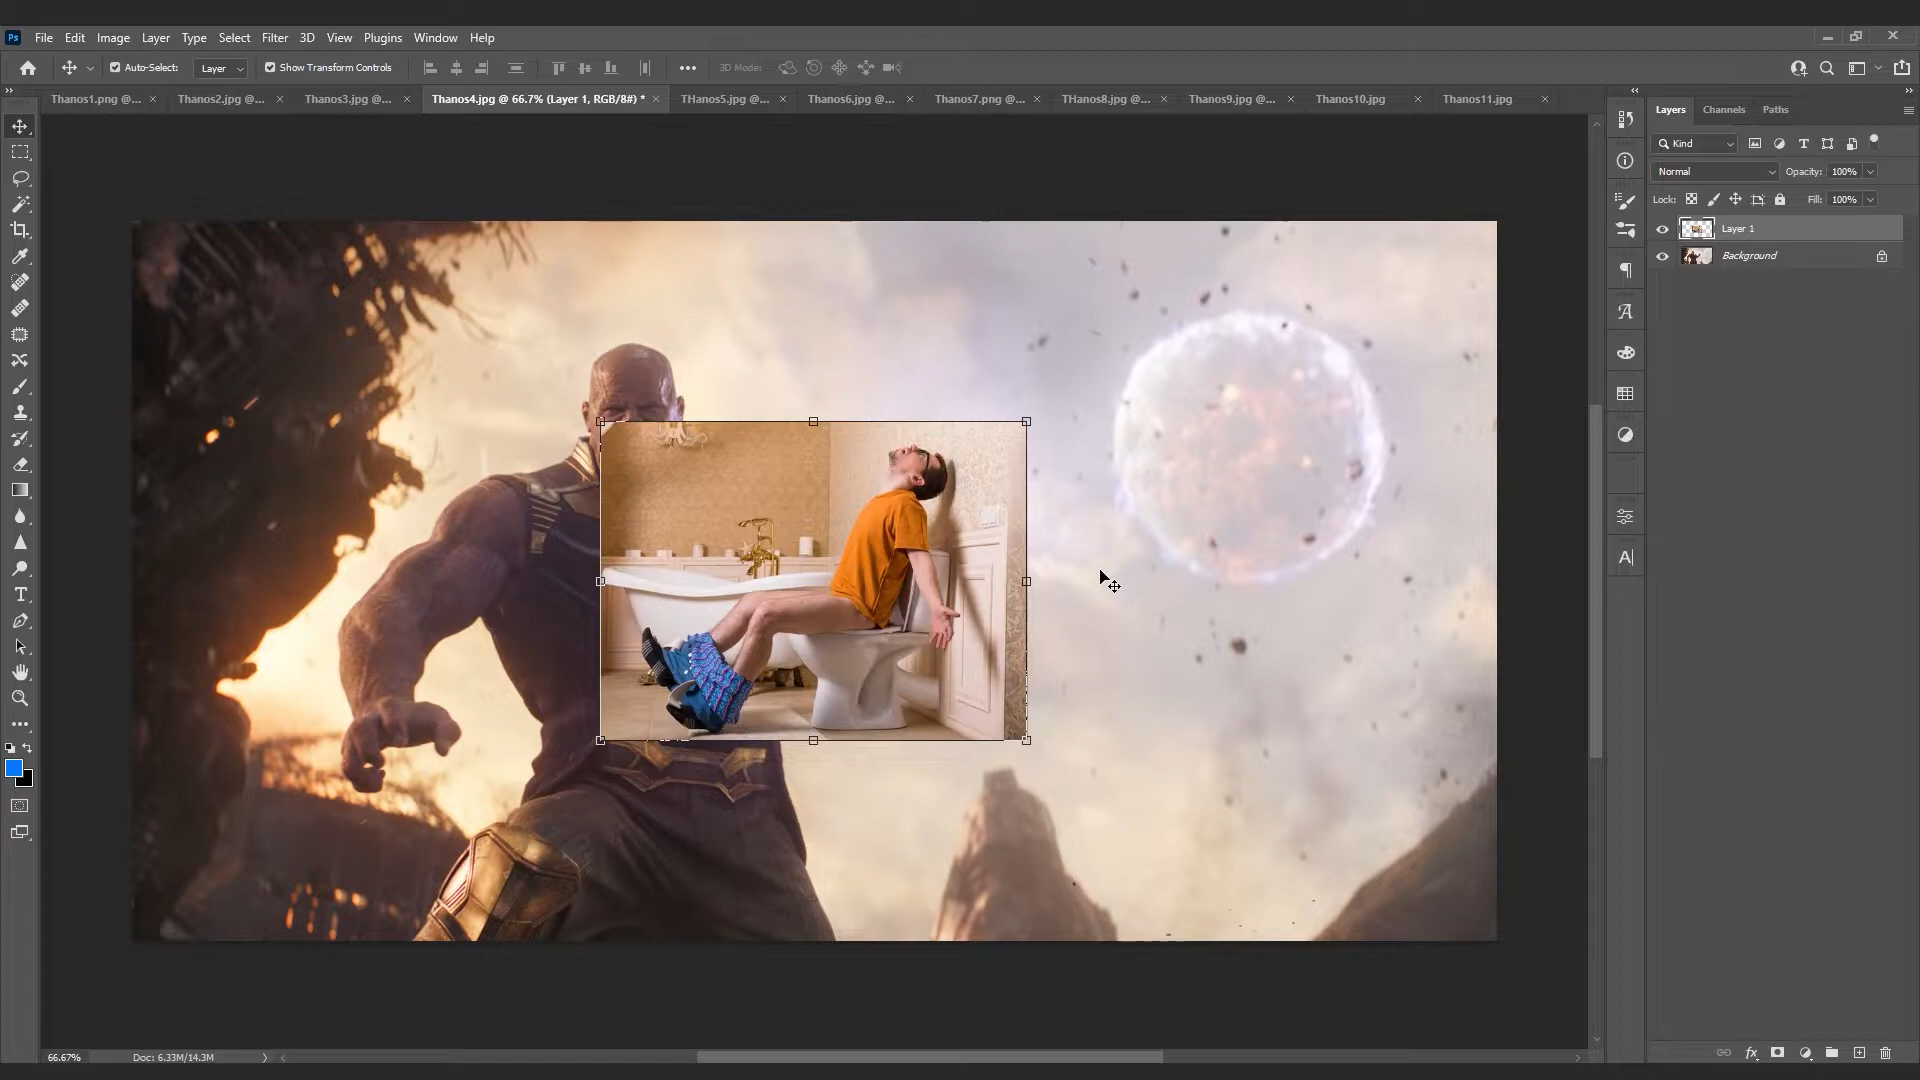 Ps File Edit Image Layer Type Select Filter 3D View Plugins Window Help
Auto-Select: Layer Show Transform Controls 3D Mode:
Thanos1.png @... Thanos2.jpg @... Thanos3.jpg @... Thanos4.jpg @ 66.7% (Layer 1, RGB/8#) * THanos5.jpg @... Thanos6.jpg @... Thanos7.png @... THanos8.jpg @... Thanos9.jpg @... Thanos10.jpg Thanos11.jpg
Layers Channels Paths
Kind
Normal Opacity: 100%
Lock: Fill: 100%
Layer 1
Background
66.67% Doc: 6.33M/14.3M